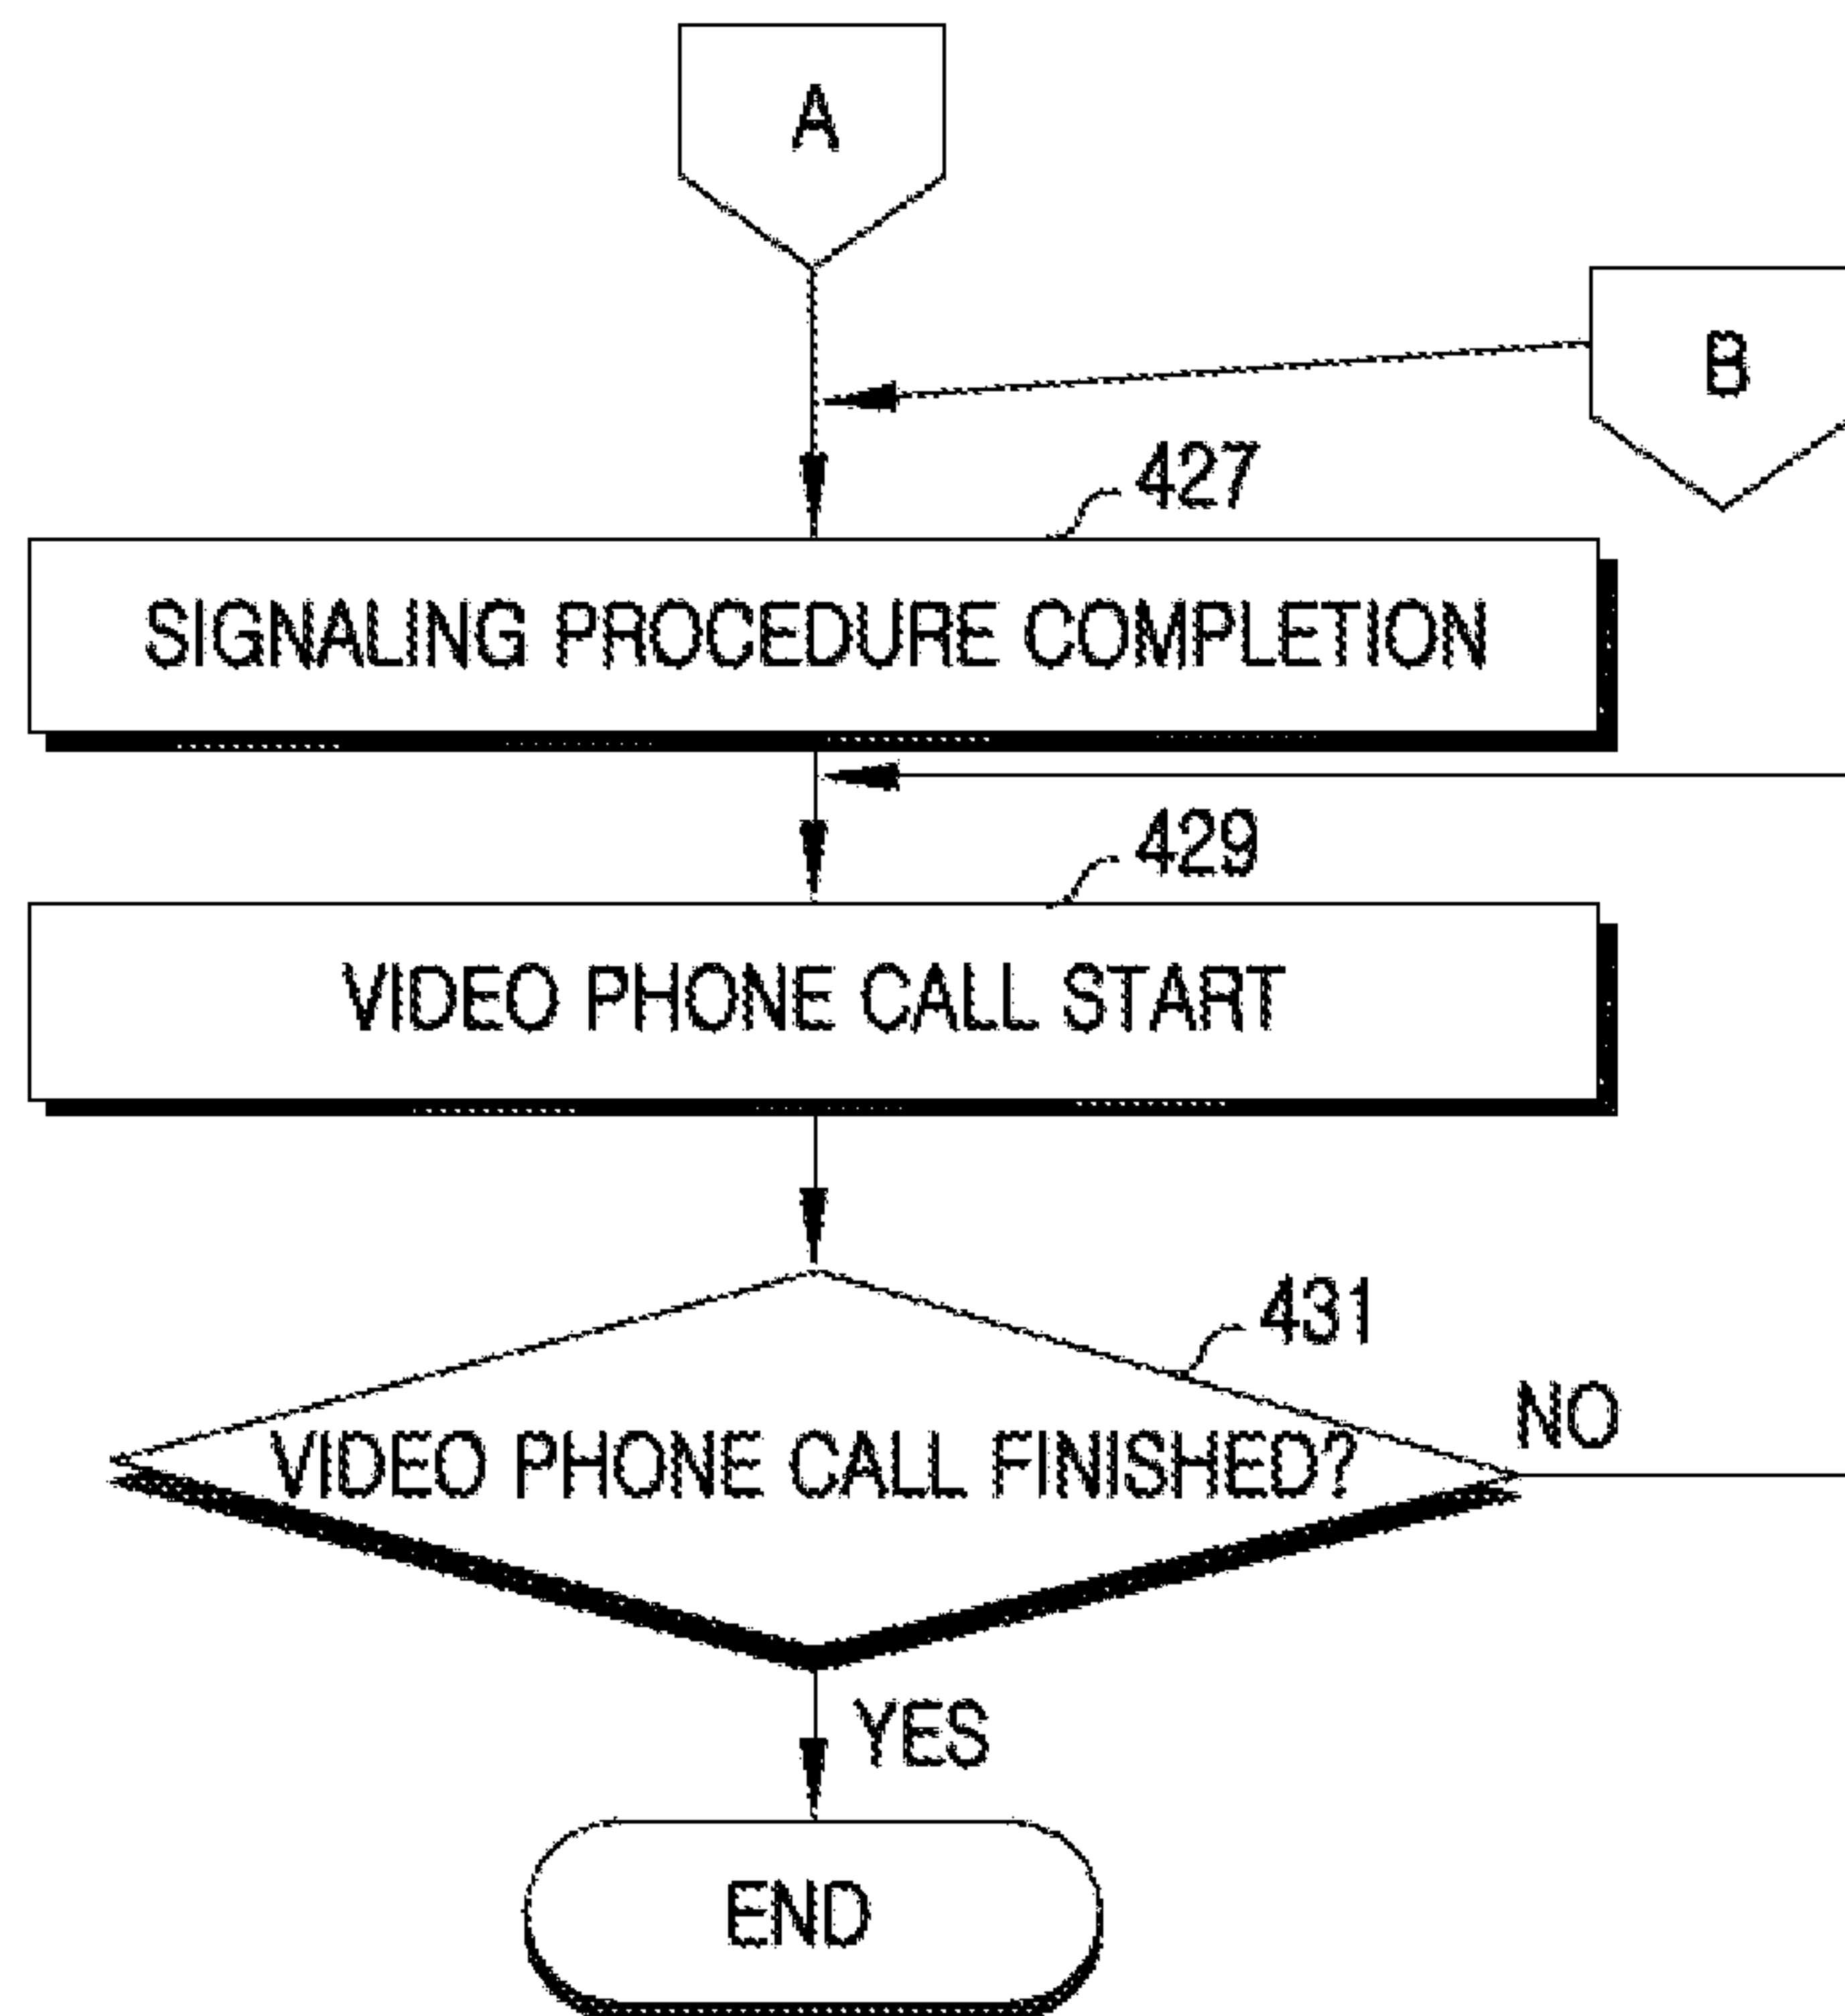 A
B
427
SIGNALING PROCEDURE COMPLETION
429
VIDEO PHONE CALL START
431
NO
VIDEO PHONE CALL FINISHED?
YES
END